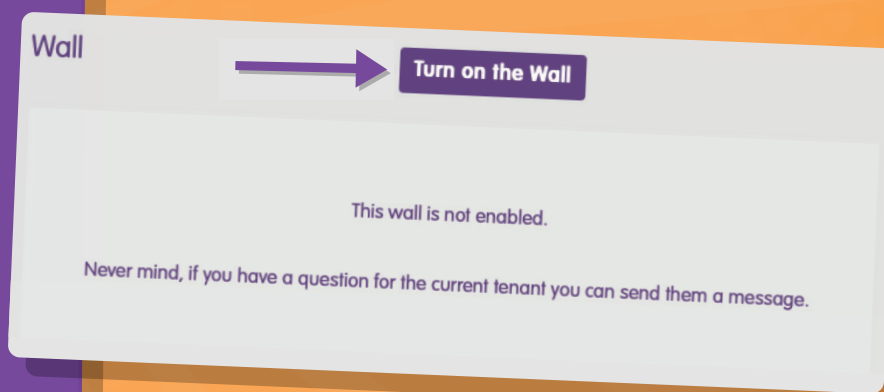 Wall
Turn on the Wall
This wall is not enabled.
Never mind, if you have a question for the current tenant you can send them a message.